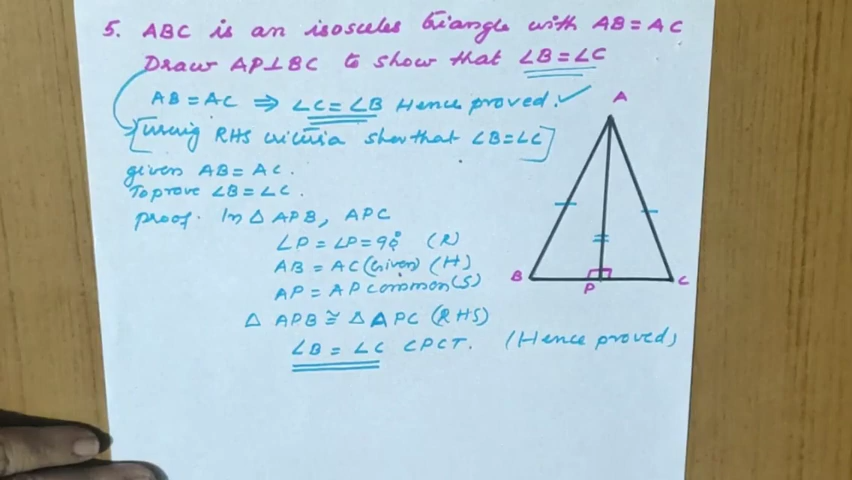 5. ABC is an isosceles triangle with AB = AC
Draw AP⊥BC to show that ∠B = ∠C
AB = AC ⇒ ∠C = ∠B Hence proved. ✓
[using RHS criteria show that ∠B = ∠C]
given AB = AC.
To prove ∠B = ∠C.
proof. In △ APB, APC
∠P = ∠P = 90° (R)
AB = AC (Given) (H)
AP = AP common (S)
△ APB ≅ △ APC (RHS)
∠B = ∠C CPCT. (Hence proved)
A
B
P
C